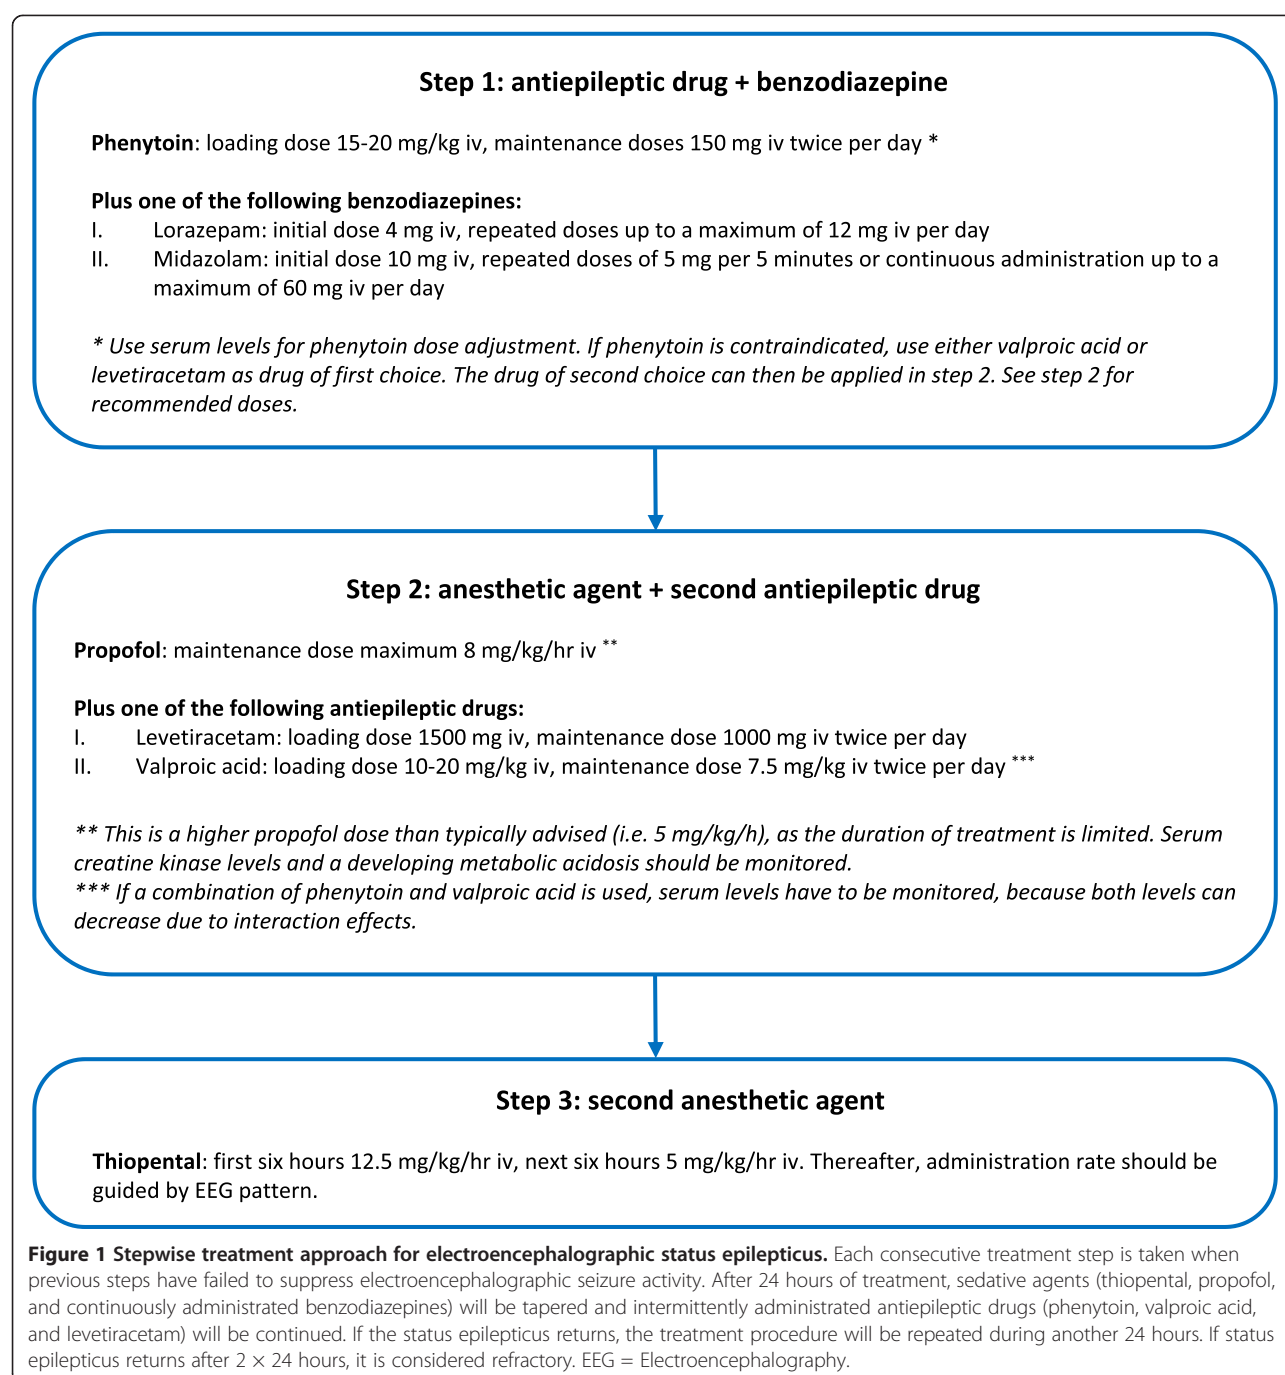 Step 1: antiepileptic drug + benzodiazepine
Phenytoin: loading dose 15-20 mg/kg iv, maintenance doses 150 mg iv twice per day *
Plus one of the following benzodiazepines:
I. Lorazepam: initial dose 4 mg iv, repeated doses up to a maximum of 12 mg iv per day
II. Midazolam: initial dose 10 mg iv, repeated doses of 5 mg per 5 minutes or continuous administration up to a
maximum of 60 mg iv per day
* Use serum levels for phenytoin dose adjustment. If phenytoin is contraindicated, use either valproic acid or
levetiracetam as drug of first choice. The drug of second choice can then be applied in step 2. See step 2 for
recommended doses.
Step 2: anesthetic agent + second antiepileptic drug
Propofol: maintenance dose maximum 8 mg/kg/hr iv **
Plus one of the following antiepileptic drugs:
I. Levetiracetam: loading dose 1500 mg iv, maintenance dose 1000 mg iv twice per day
II. Valproic acid: loading dose 10-20 mg/kg iv, maintenance dose 7.5 mg/kg iv twice per day ***
** This is a higher propofol dose than typically advised (i.e. 5 mg/kg/h), as the duration of treatment is limited. Serum
creatine kinase levels and a developing metabolic acidosis should be monitored.
*** If a combination of phenytoin and valproic acid is used, serum levels have to be monitored, because both levels can
decrease due to interaction effects.
Step 3: second anesthetic agent
Thiopental: first six hours 12.5 mg/kg/hr iv, next six hours 5 mg/kg/hr iv. Thereafter, administration rate should be
guided by EEG pattern.
Figure 1 Stepwise treatment approach for electroencephalographic status epilepticus. Each consecutive treatment step is taken when
previous steps have failed to suppress electroencephalographic seizure activity. After 24 hours of treatment, sedative agents (thiopental, propofol,
and continuously administrated benzodiazepines) will be tapered and intermittently administrated antiepileptic drugs (phenytoin, valproic acid,
and levetiracetam) will be continued. If the status epilepticus returns, the treatment procedure will be repeated during another 24 hours. If status
epilepticus returns after 2 × 24 hours, it is considered refractory. EEG = Electroencephalography.